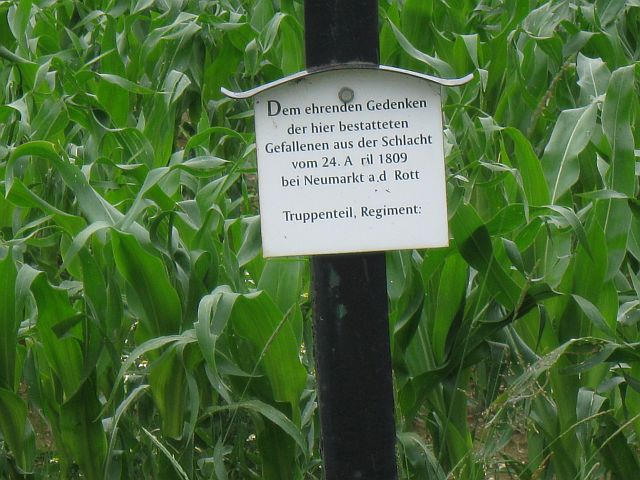 Dem ehrenden Gedenken
der hier bestatteten
Gefallenen aus der Schlacht
vom 24. A ril 1809
bei Neumarkt a.d Rott
Truppenteil, Regiment: